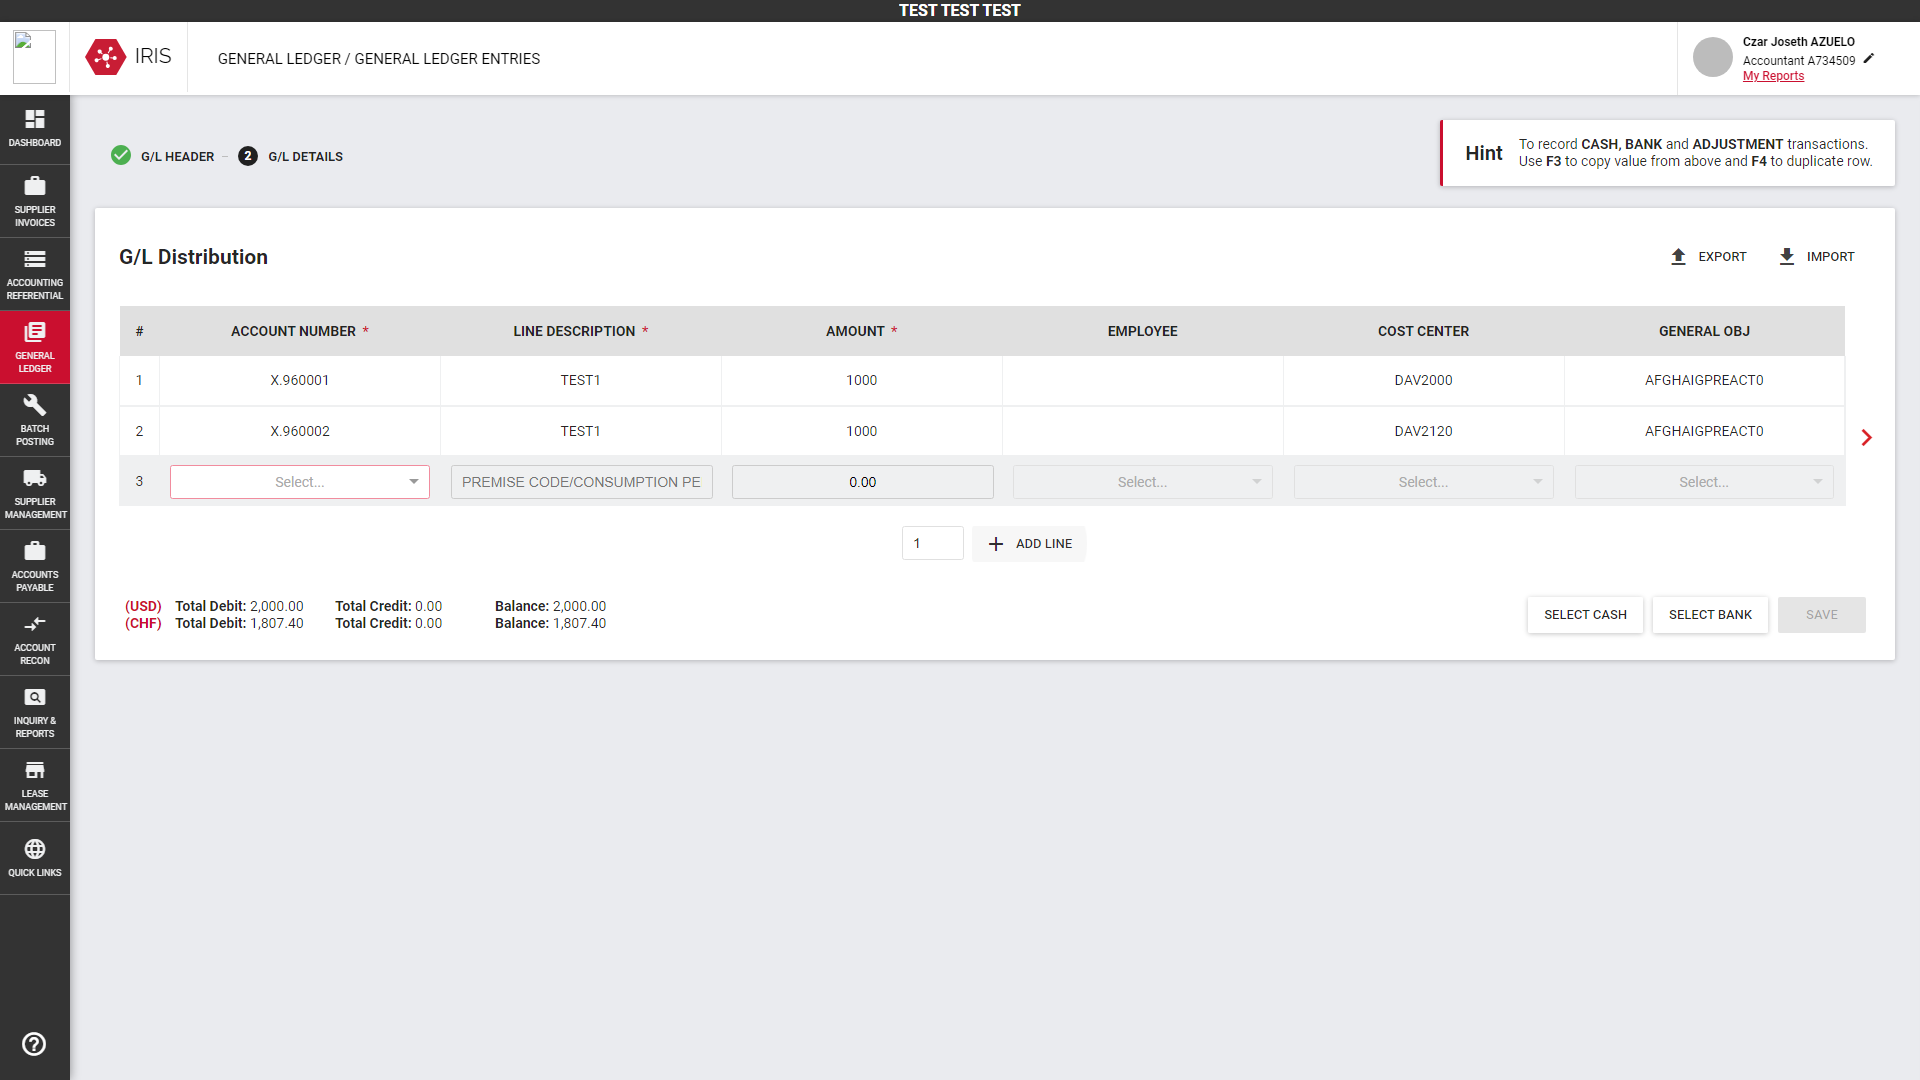 TEST TEST TEST
IRIS
GENERAL LEDGER / GENERAL LEDGER ENTRIES
Czar Joseth AZUELO
Accountant A734509
My Reports
DASHBOARD
SUPPLIER
INVOICES
ACCOUNTING
REFERENTIAL
GENERAL
LEDGER
BATCH
POSTING
SUPPLIER
MANAGEMENT
ACCOUNTS
PAYABLE
ACCOUNT
RECON
INQUIRY &
REPORTS
LEASE
MANAGEMENT
QUICK LINKS
G/L HEADER – 2 G/L DETAILS
Hint
To record CASH, BANK and ADJUSTMENT transactions.
Use F3 to copy value from above and F4 to duplicate row.
G/L Distribution
EXPORT IMPORT
# ACCOUNT NUMBER * LINE DESCRIPTION * AMOUNT * EMPLOYEE COST CENTER GENERAL OBJ
1 X.960001 TEST1 1000 DAV2000 AFGHAIGPREACT0
2 X.960002 TEST1 1000 DAV2120 AFGHAIGPREACT0
3 Select... PREMISE CODE/CONSUMPTION PE 0.00 Select... Select... Select...
1 ADD LINE
(USD) Total Debit: 2,000.00 Total Credit: 0.00 Balance: 2,000.00
(CHF) Total Debit: 1,807.40 Total Credit: 0.00 Balance: 1,807.40
SELECT CASH SELECT BANK SAVE